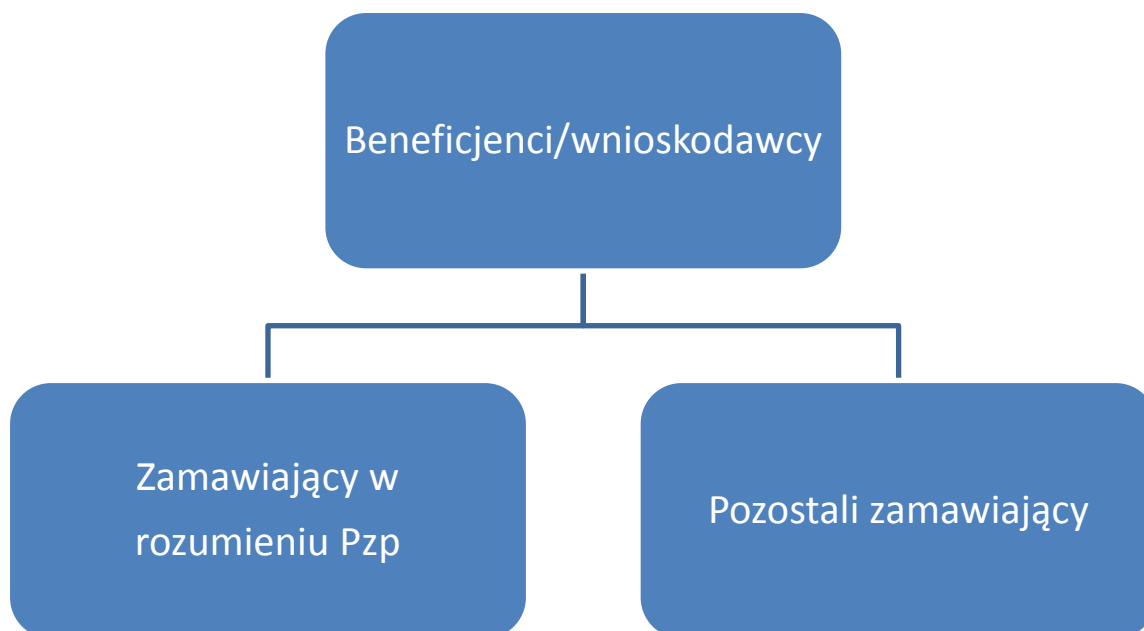 Beneficjenci/wnioskodawcy
Zamawiający w
rozumieniu Pzp
Pozostali zamawiający